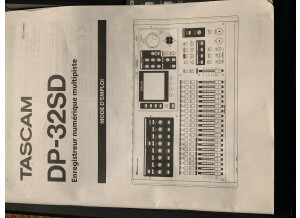 TASCAM
DP-32SD
Enregistreur numérique multipiste
MODE D'EMPLOI